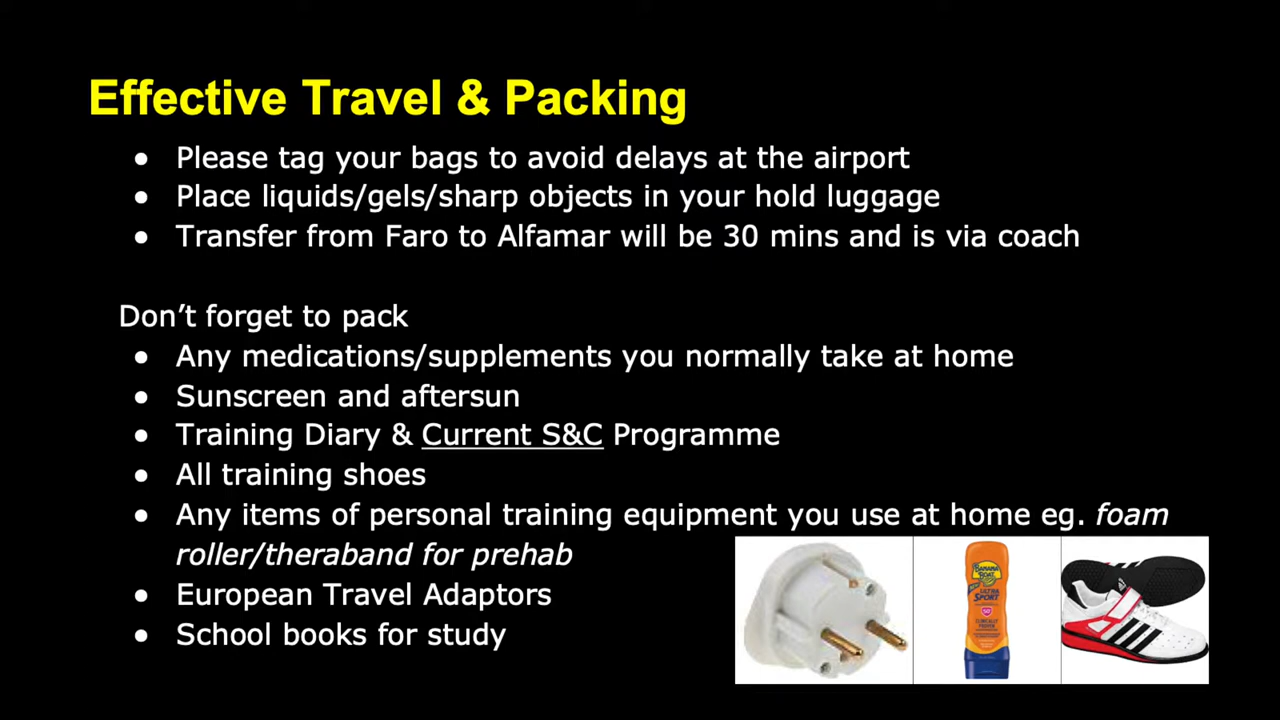 Effective Travel & Packing
● Please tag your bags to avoid delays at the airport
● Place liquids/gels/sharp objects in your hold luggage
● Transfer from Faro to Alfamar will be 30 mins and is via coach
Don’t forget to pack
● Any medications/supplements you normally take at home
● Sunscreen and aftersun
● Training Diary & Current S&C Programme
● All training shoes
● Any items of personal training equipment you use at home eg. foam
roller/theraband for prehab
● European Travel Adaptors
● School books for study
BANANA
BOAT
ULTRA
SPORT